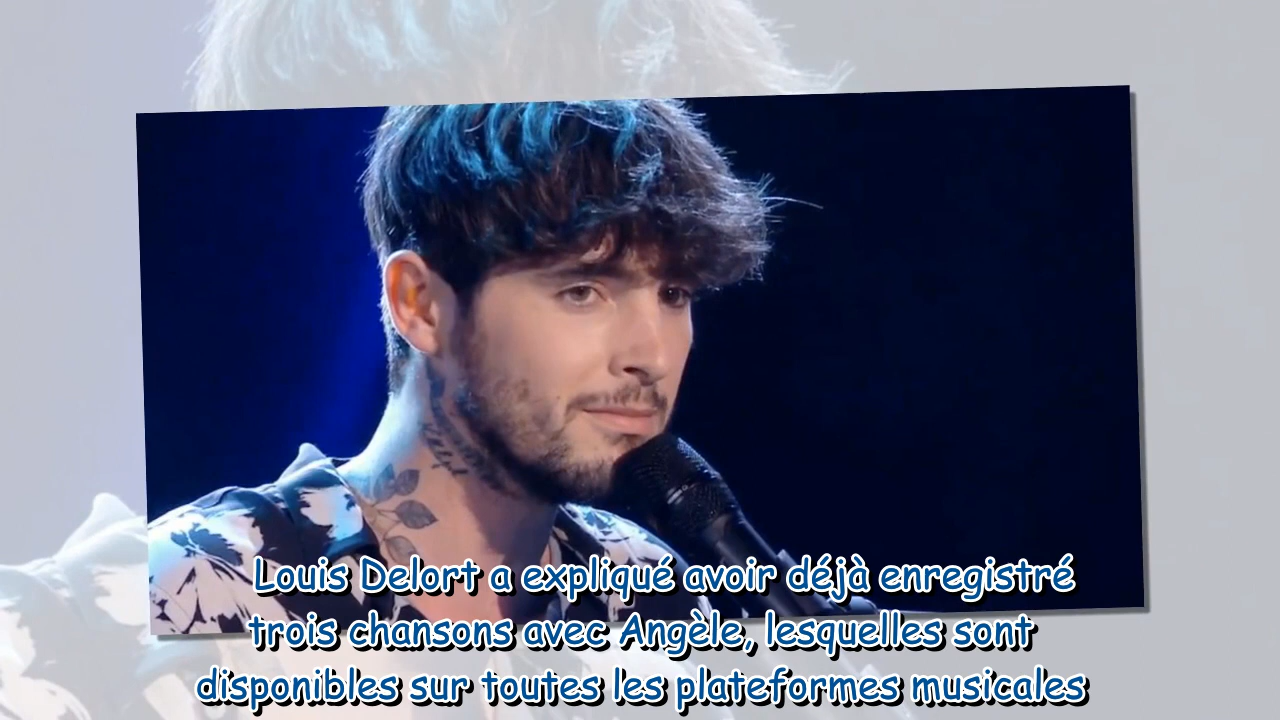 Louis Delort a expliqué avoir déjà enregistré
trois chansons avec Angèle, lesquelles sont
disponibles sur toutes les plateformes musicales